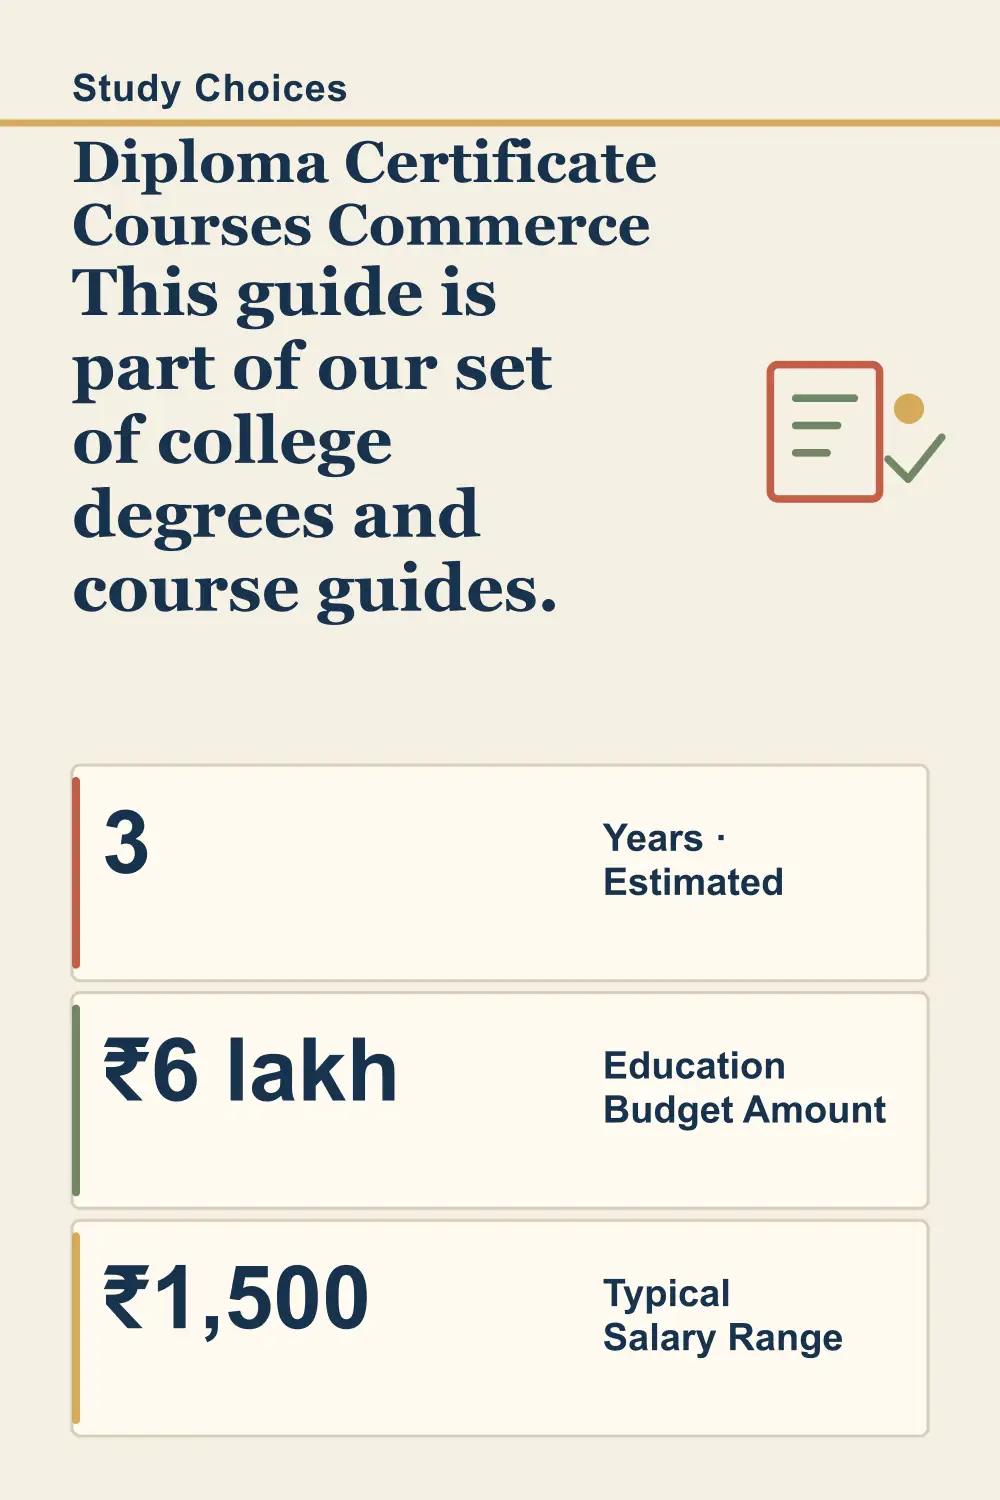 Study Choices
Diploma Certificate
Courses Commerce
This guide is
part of our set
of college
degrees and
course guides.
3
Years ·
Estimated
₹6 lakh
Education
Budget Amount
₹1,500
Typical
Salary Range